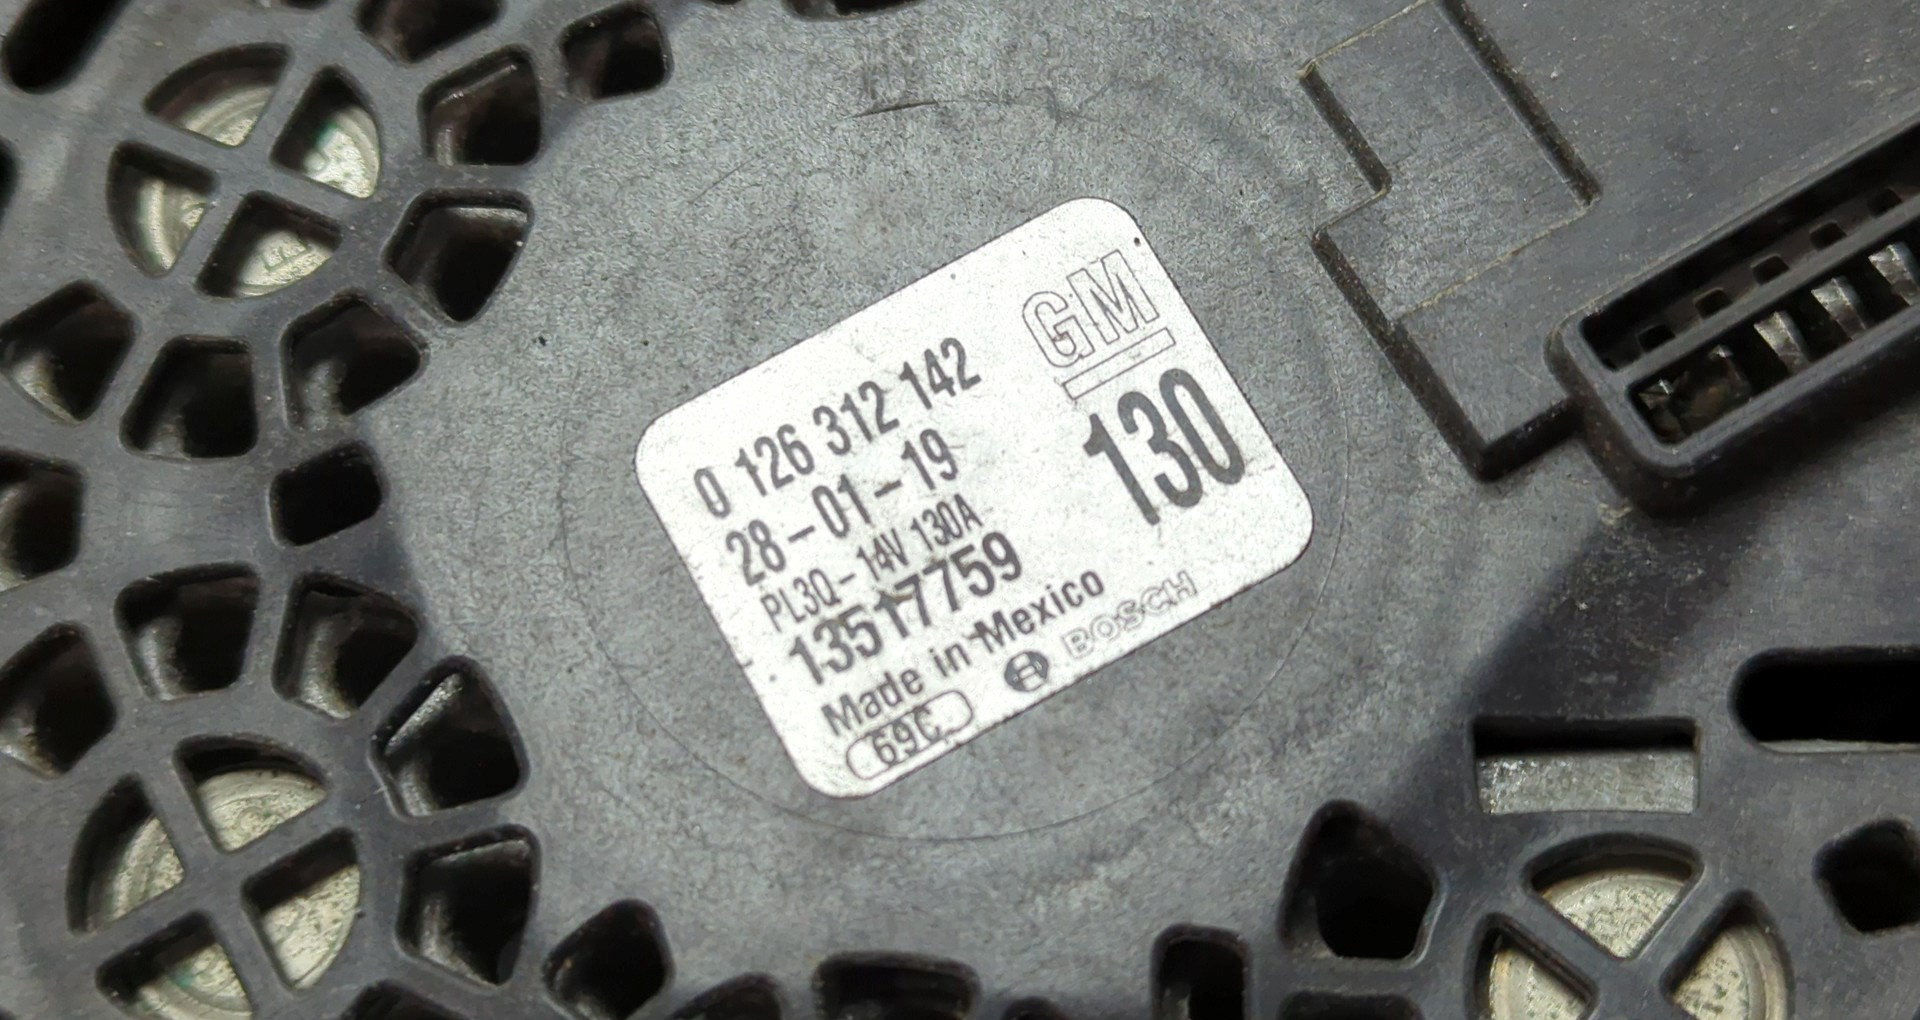 GM
0 126 312 142
130
28-01-19
PL3Q-14V 130A
13517759
Made in Mexico
BOSCH
69C